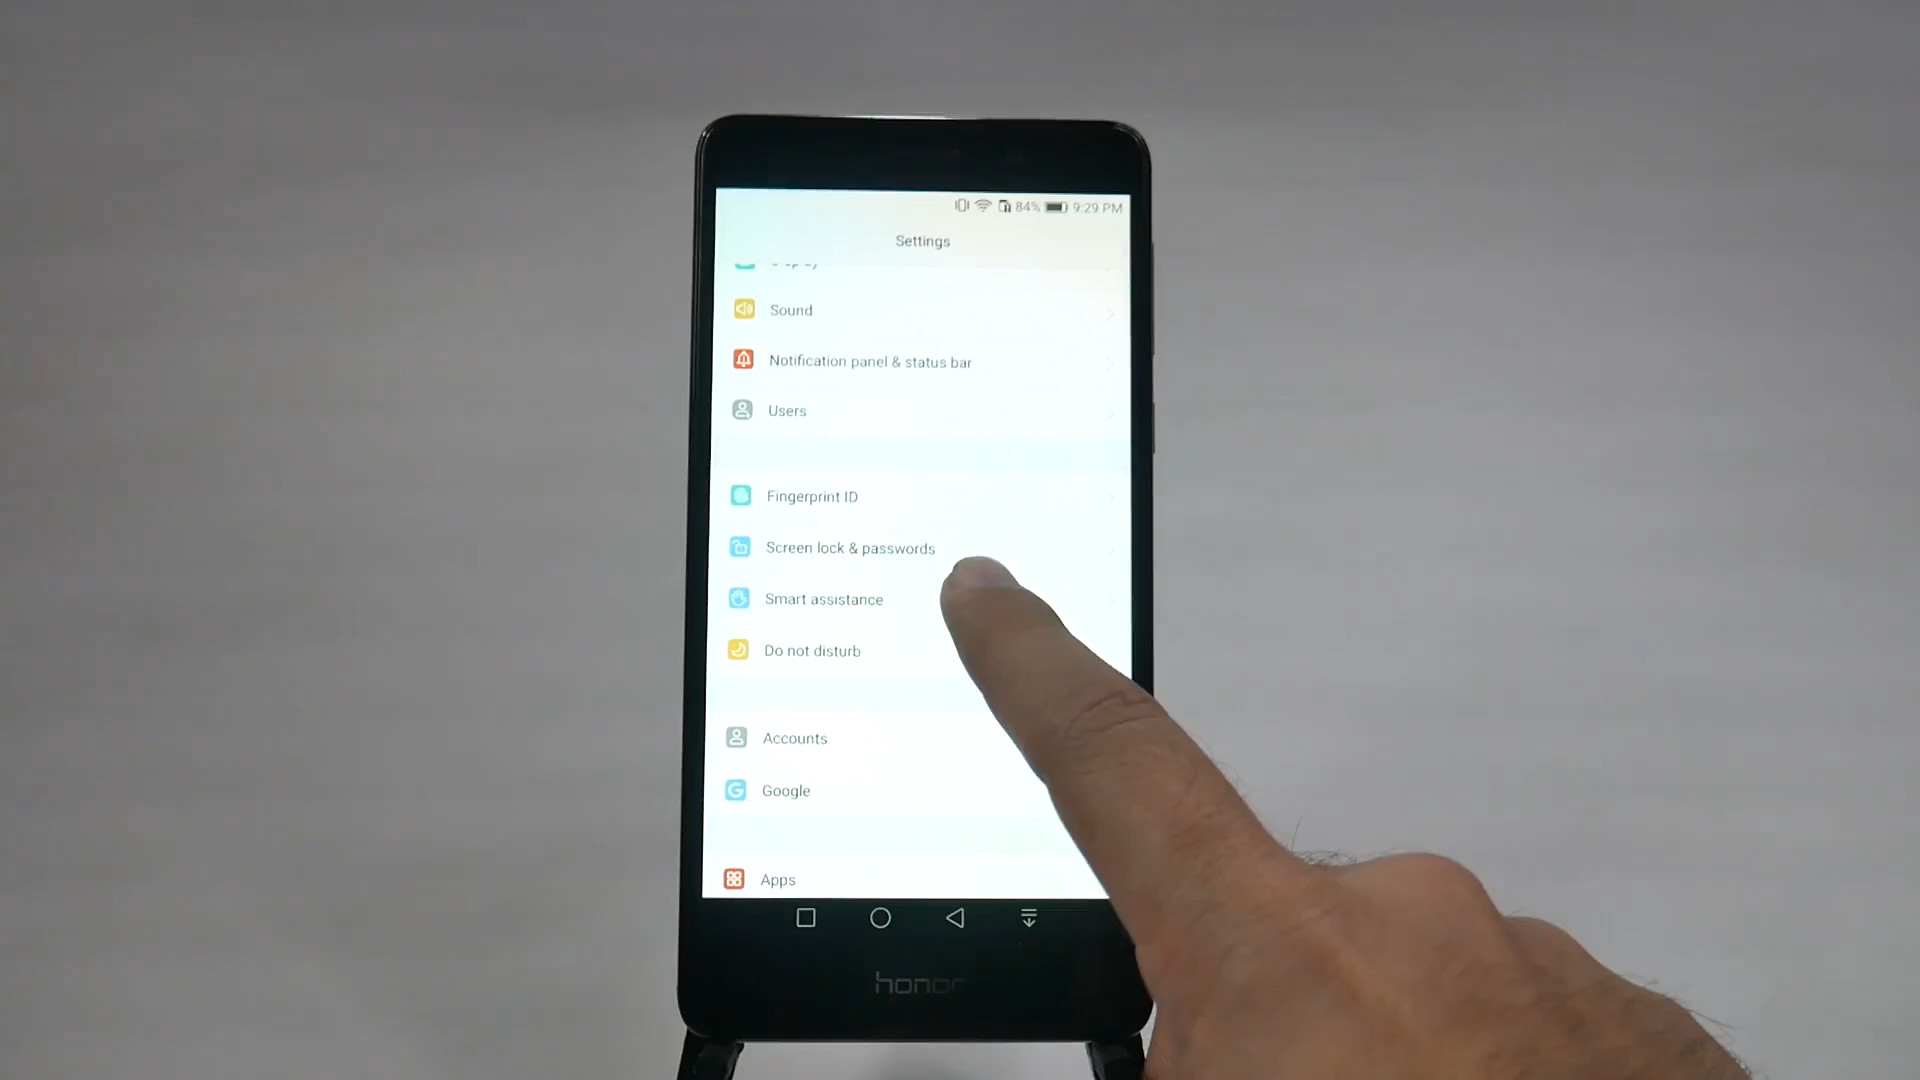 84% 9:29 PM
Settings
Display
Sound
Notification panel & status bar
Users
Fingerprint ID
Screen lock & passwords
Smart assistance
Do not disturb
Accounts
Google
Apps
honor